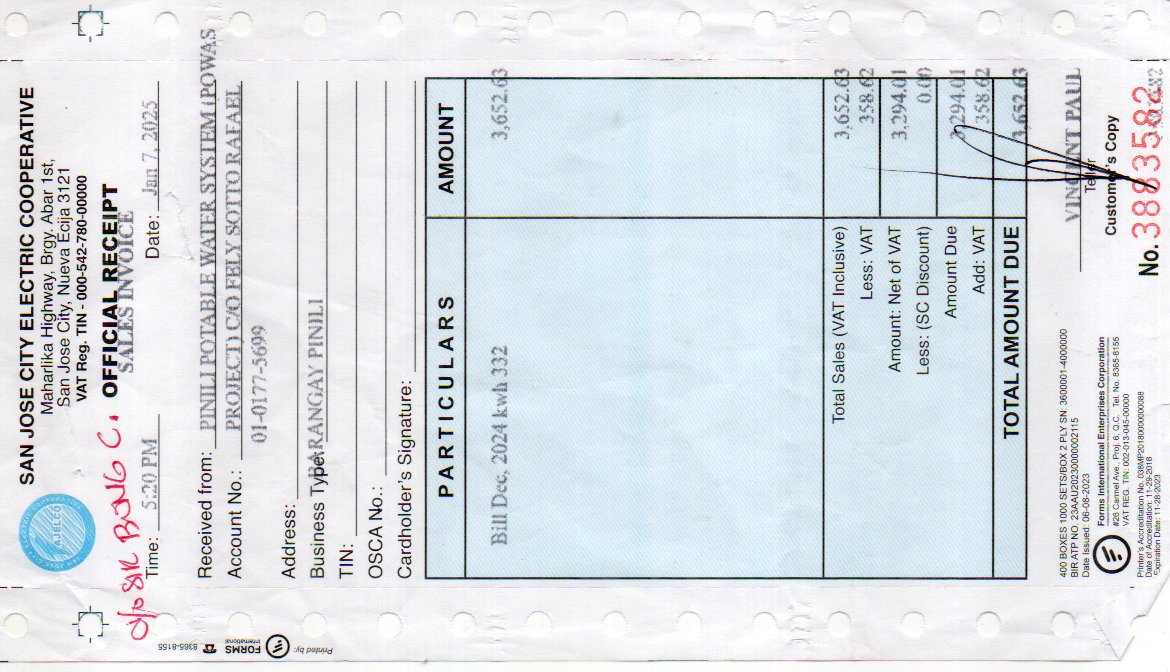 SAN JOSE CITY ELECTRIC COOPERATIVE
Maharlika Highway, Brgy. Abar 1st,
San Jose City, Nueva Ecija 3121
VAT Reg. TIN - 000-542-780-00000
OFFICIAL RECEIPT
SALES INVOICE
O/O SIR BONG C.
Time: 5:20 PM Date: Jan 7, 2025
Received from: PINILI POTABLE WATER SYSTEM (POWAS
Account No.: PROJECT) C/O FELY SOTTO RAFAEL
01-0177-5699
Address:
Business Type: BARANGAY PINILI
TIN:
OSCA No.:
Cardholder's Signature:
PARTICULARS AMOUNT
Bill Dec, 2024 kwh 332 3,652.63
Total Sales (VAT Inclusive) 3,652.63
Less: VAT 358.62
Amount: Net of VAT 3,294.01
Less: (SC Discount) 0.00
Amount Due 3,294.01
Add: VAT 358.62
TOTAL AMOUNT DUE 3,652.63
400 BOXES 1000 SETS/BOX 2 PLY SN: 3600001-4000000
BIR ATP NO. 23AAU20230000002115
Date Issued: 06-08-2023
Forms International Enterprises Corporation
#26 Carmel Ave., Proj. 6, Q.C. Tel. No. 8365-8155
VAT REG. TIN: 002-013-045-00000
Printer's Accreditation No. 038MP20180000000088
Date of Accreditation: 11-29-2018
Expiration Date: 11-28-2023
VINCENT PAUL
Teller
Customer's Copy
No. 3883582
Printed by:
FORMS
International
8365-8155